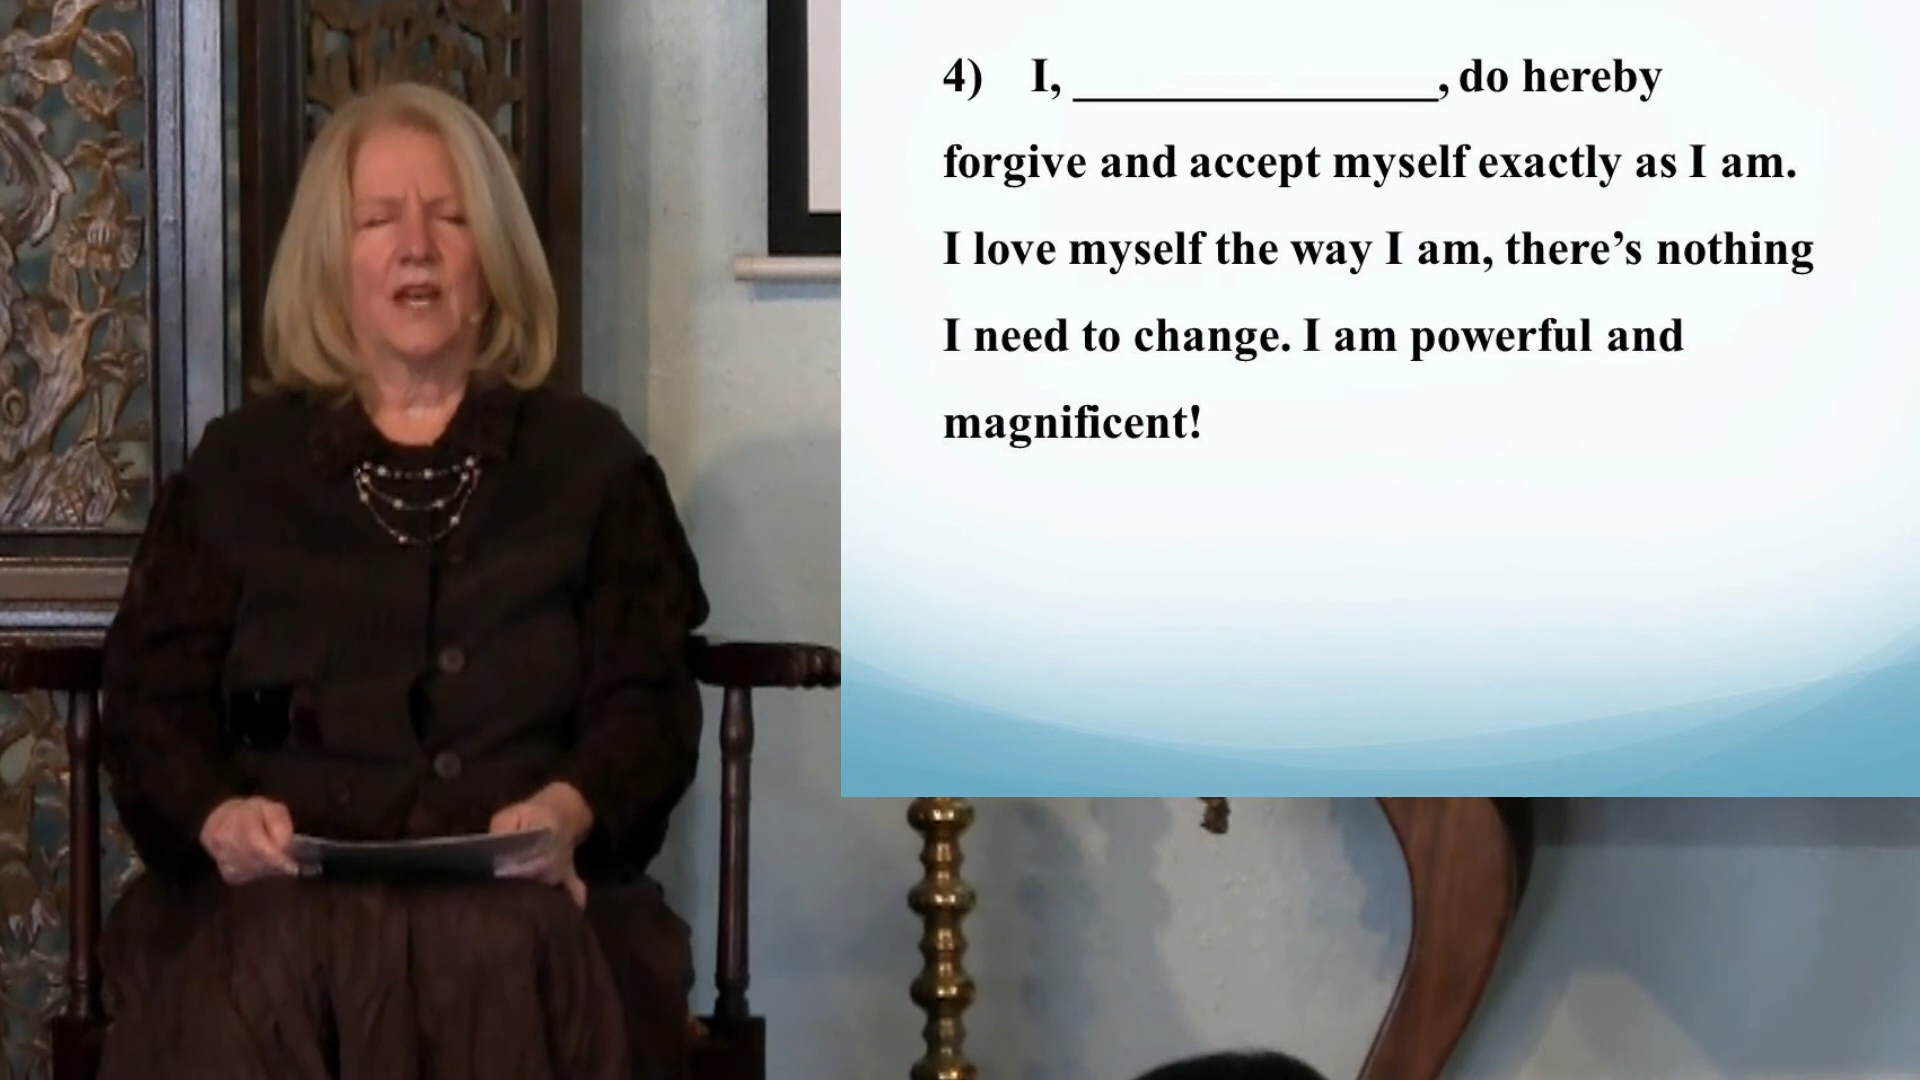 4) I, _______________, do hereby
forgive and accept myself exactly as I am.
I love myself the way I am, there’s nothing
I need to change. I am powerful and
magnificent!